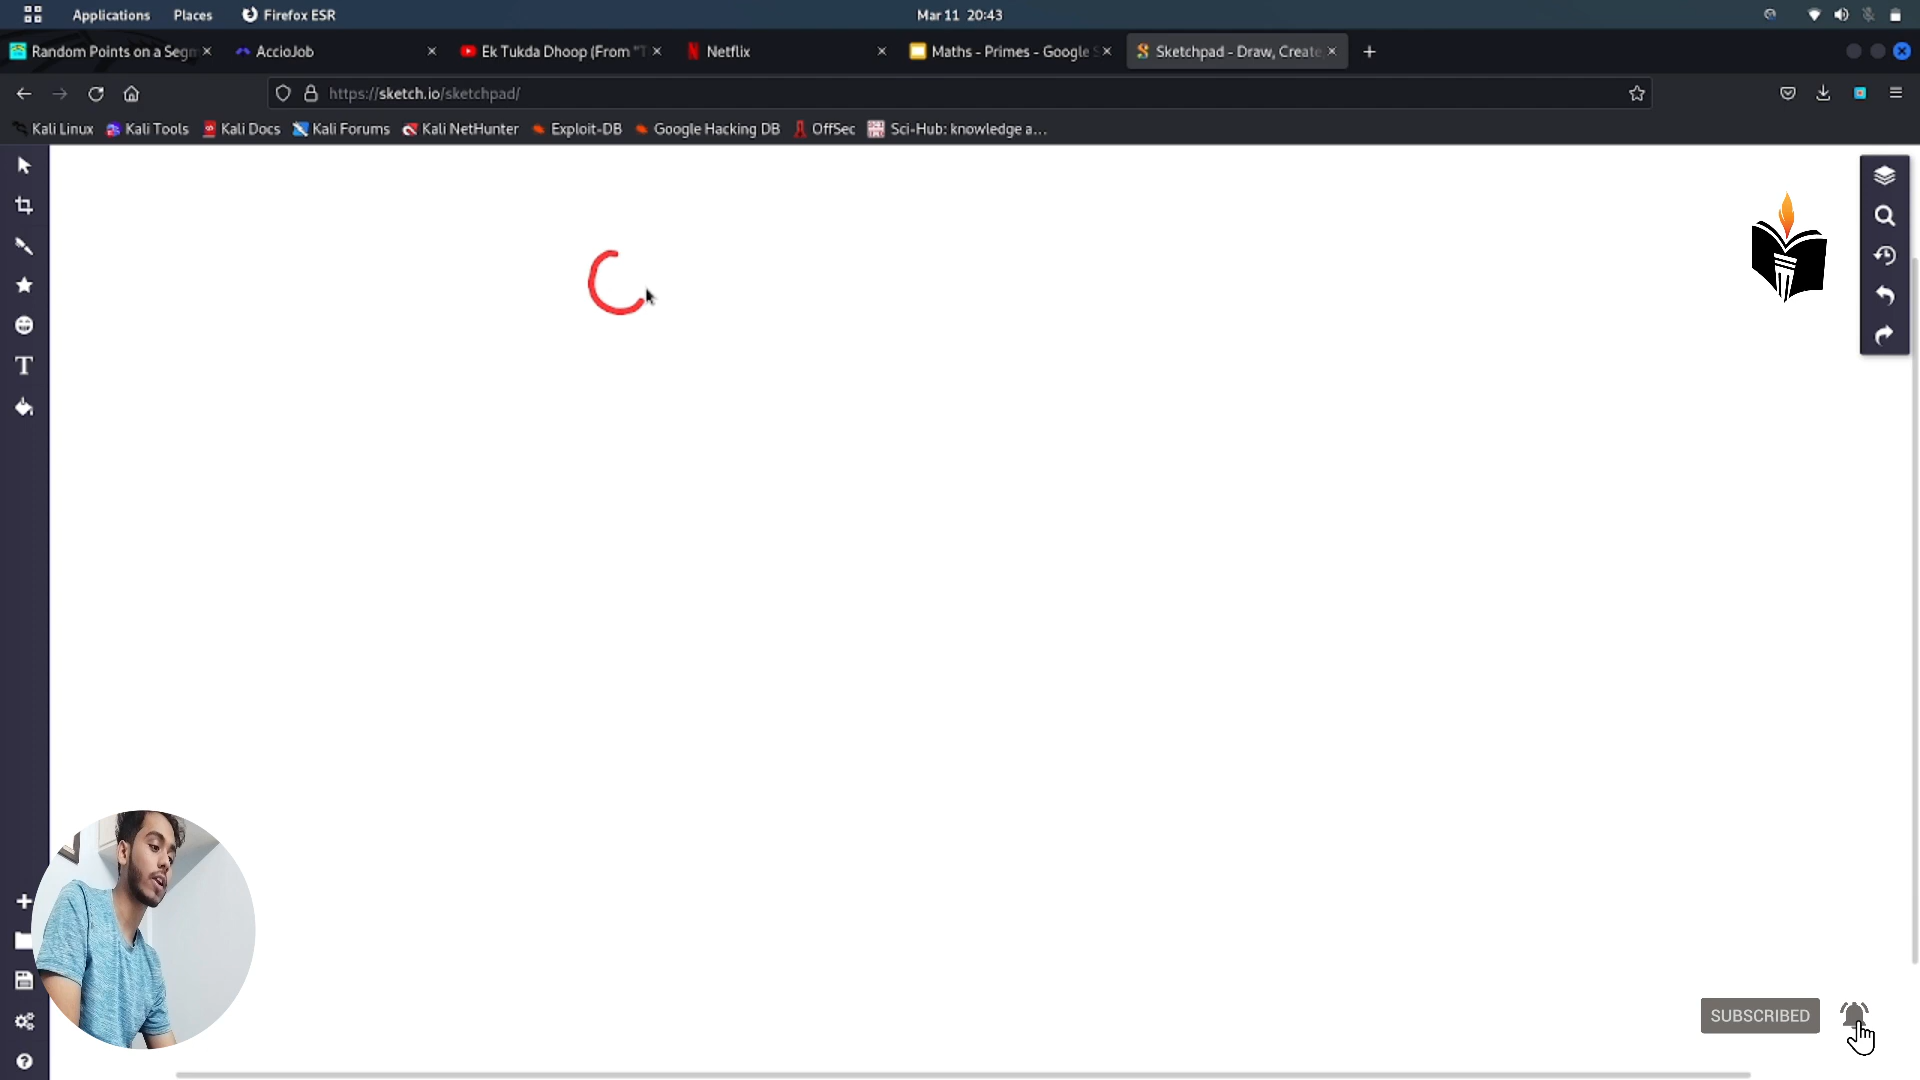 Applications Places Firefox ESR Mar 11 20:43
Random Points on a Segm AccioJob Ek Tukda Dhoop (From "T Netflix Maths - Primes - Google S Sketchpad - Draw, Create,
https://sketch.io/sketchpad/
Kali Linux Kali Tools Kali Docs Kali Forums Kali NetHunter Exploit-DB Google Hacking DB OffSec Sci-Hub: knowledge a...
T
SUBSCRIBED